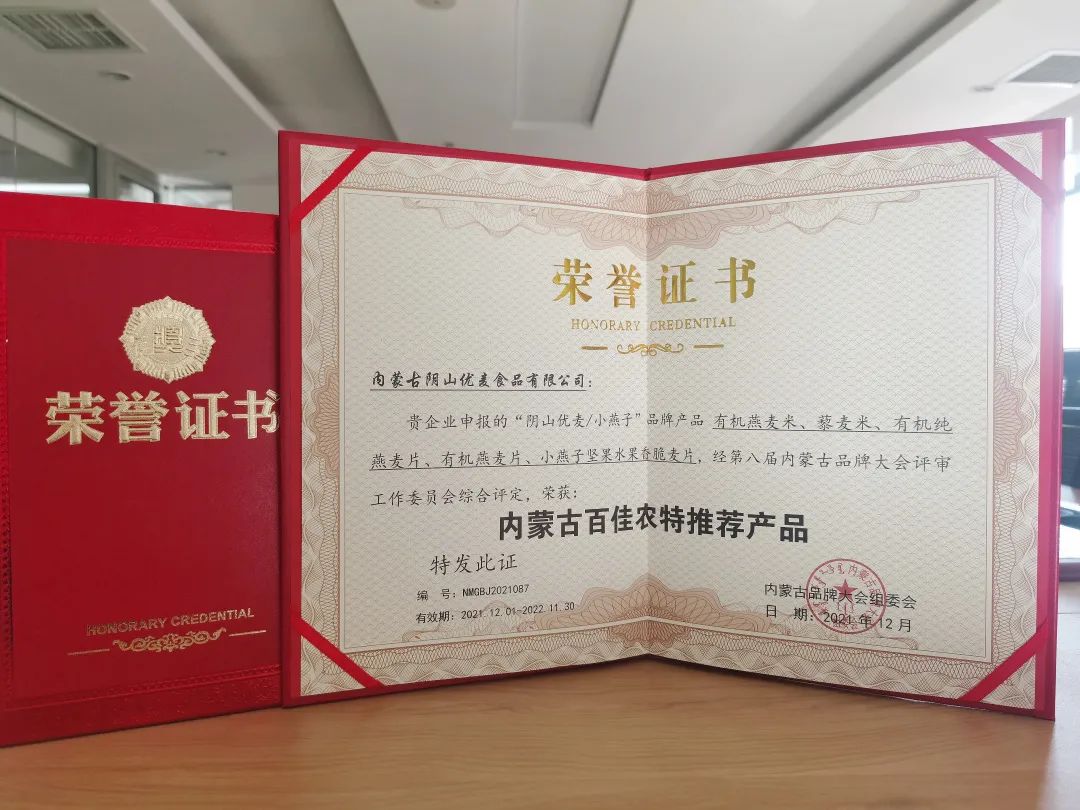 荣誉证书
HONORARY CREDENTIAL
荣誉证书
HONORARY CREDENTIAL
内蒙古阴山优麦食品有限公司：
贵企业申报的“阴山优麦/小燕子”品牌产品 有机燕麦米、藜麦米、有机纯
燕麦片、有机燕麦片、小燕子坚果水果香脆麦片，经第八届内蒙古品牌大会评审
工作委员会综合评定，荣获：
内蒙古百佳农特推荐产品
特发此证
编 号：NMGBJ2021087
有效期：2021.12.01-2022.11.30
内蒙古品牌大会组委会
日 期：2021 年 12 月